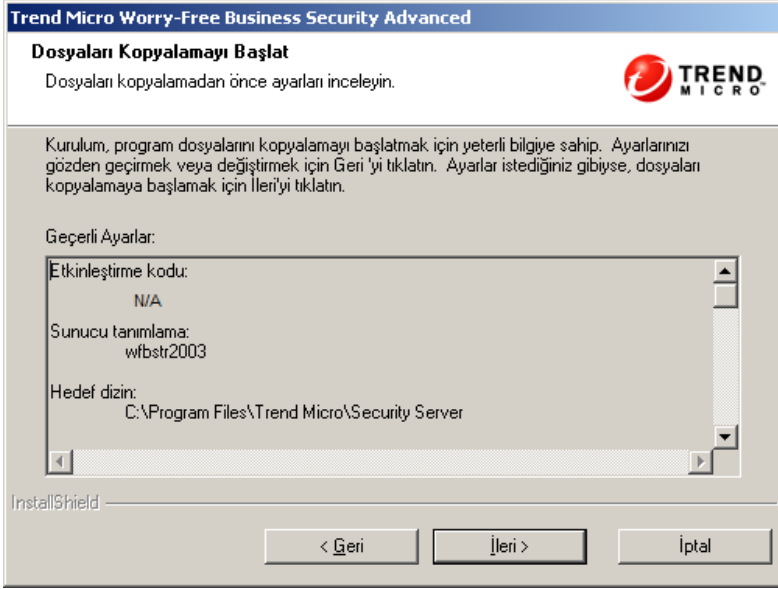 Trend Micro Worry-Free Business Security Advanced
Dosyaları Kopyalamayı Başlat
Dosyaları kopyalamadan önce ayarları inceleyin.
TREND
MICRO
Kurulum, program dosyalarını kopyalamayı başlatmak için yeterli bilgiye sahip. Ayarlarınızı
gözden geçirmek veya değiştirmek için Geri 'yi tıklatın. Ayarlar istediğiniz gibiyse, dosyaları
kopyalamaya başlamak için İleri'yi tıklatın.
Geçerli Ayarlar:
Etkinleştirme kodu:
N/A
Sunucu tanımlama:
wfbstr2003
Hedef dizin:
C:\Program Files\Trend Micro\Security Server
InstallShield
< Geri
İleri >
İptal